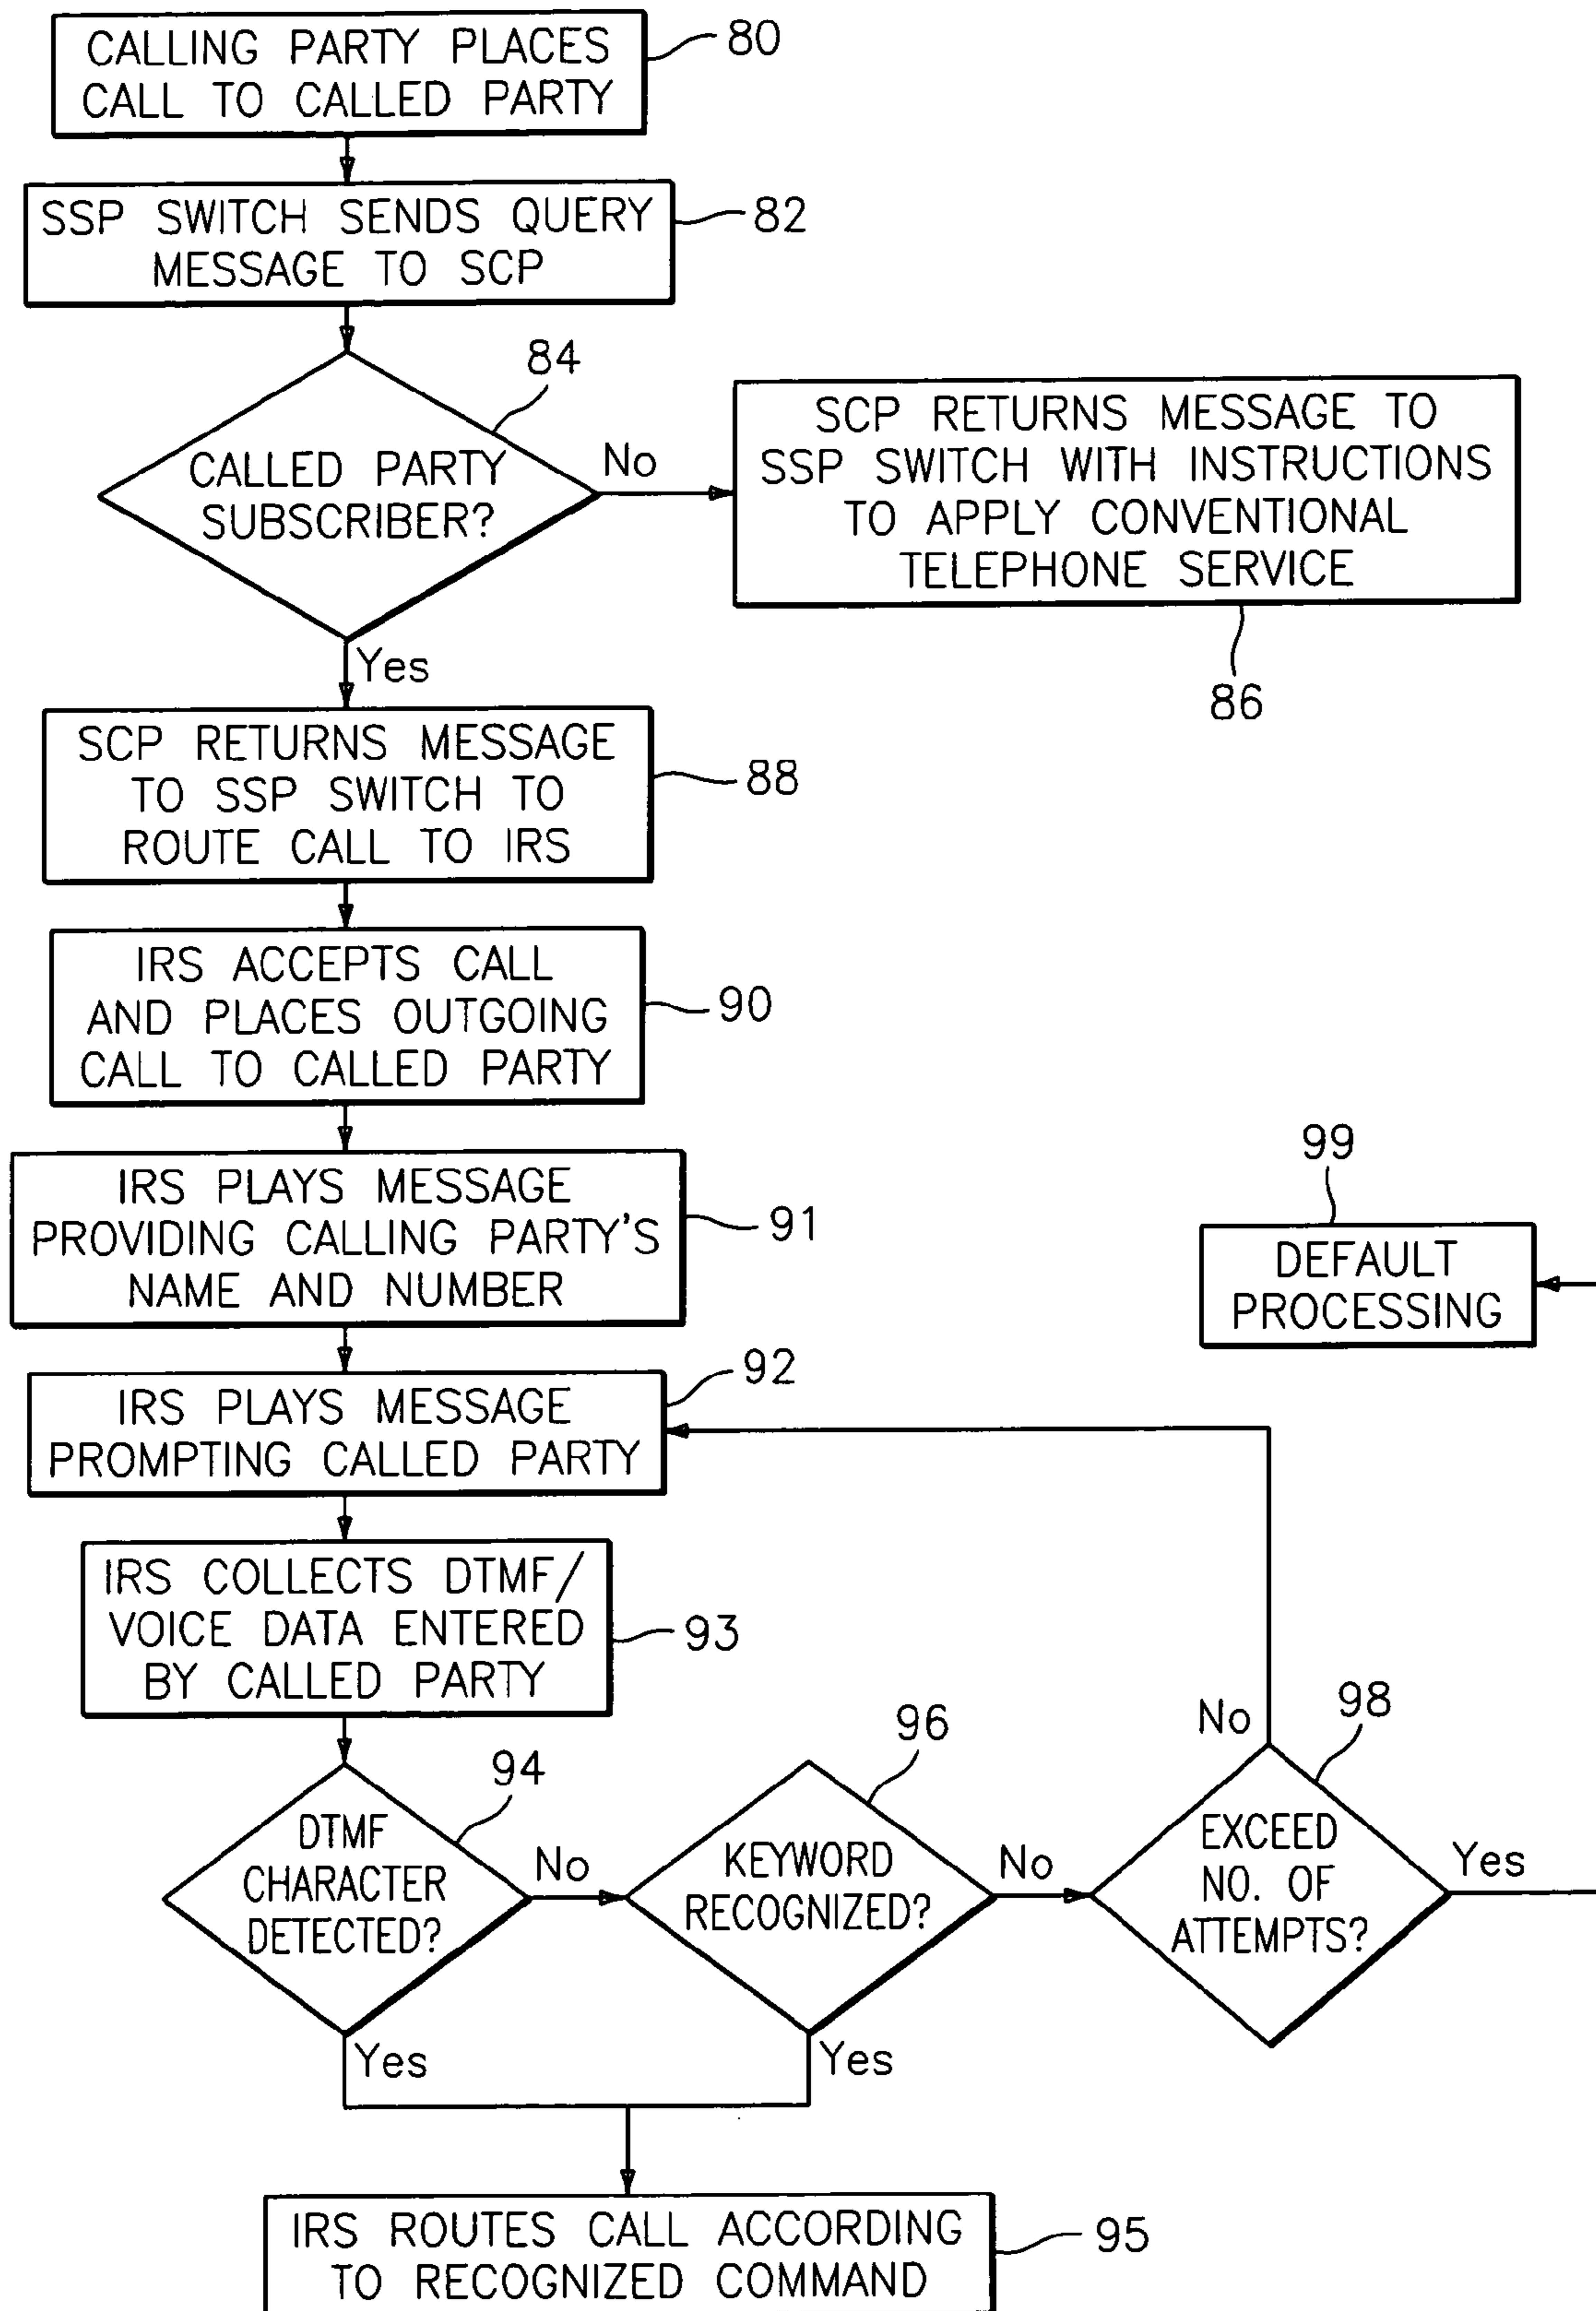 CALLING PARTY PLACES
CALL TO CALLED PARTY
80
SSP SWITCH SENDS QUERY
MESSAGE TO SCP
82
84
CALLED PARTY
SUBSCRIBER?
No
SCP RETURNS MESSAGE TO
SSP SWITCH WITH INSTRUCTIONS
TO APPLY CONVENTIONAL
TELEPHONE SERVICE
86
Yes
SCP RETURNS MESSAGE
TO SSP SWITCH TO
ROUTE CALL TO IRS
88
IRS ACCEPTS CALL
AND PLACES OUTGOING
CALL TO CALLED PARTY
90
IRS PLAYS MESSAGE
PROVIDING CALLING PARTY'S
NAME AND NUMBER
91
99
DEFAULT
PROCESSING
92
IRS PLAYS MESSAGE
PROMPTING CALLED PARTY
IRS COLLECTS DTMF/
VOICE DATA ENTERED
BY CALLED PARTY
93
94
DTMF
CHARACTER
DETECTED?
No
96
KEYWORD
RECOGNIZED?
No
No
98
EXCEED
NO. OF
ATTEMPTS?
Yes
Yes
Yes
IRS ROUTES CALL ACCORDING
TO RECOGNIZED COMMAND
95